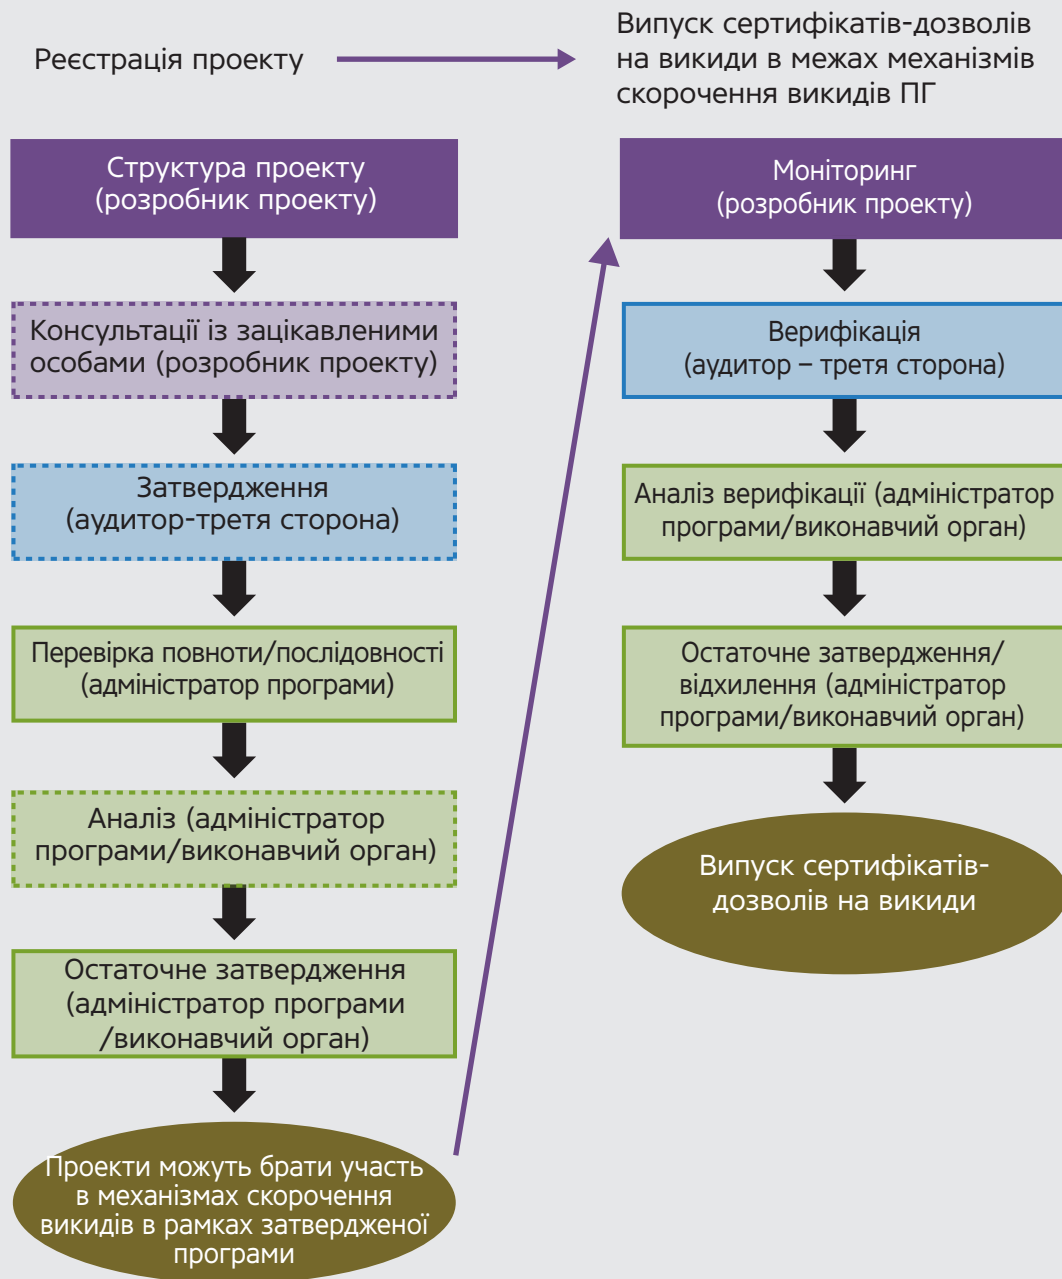 Реєстрація проекту
Випуск сертифікатів-дозволів
на викиди в межах механізмів
скорочення викидів ПГ
Структура проекту
(розробник проекту)
Консультації із зацікавленими
особами (розробник проекту)
Затвердження
(аудитор-третя сторона)
Перевірка повноти/послідовності
(адміністратор програми)
Аналіз (адміністратор
програми/виконавчий орган)
Остаточне затвердження
(адміністратор програми
/виконавчий орган)
Проекти можуть брати участь
в механізмах скорочення
викидів в рамках затвердженої
програми
Моніторинг
(розробник проекту)
Верифікація
(аудитор – третя сторона)
Аналіз верифікації (адміністратор
програми/виконавчий орган)
Остаточне затвердження/
відхилення (адміністратор
програми/виконавчий орган)
Випуск сертифікатів-
дозволів на викиди